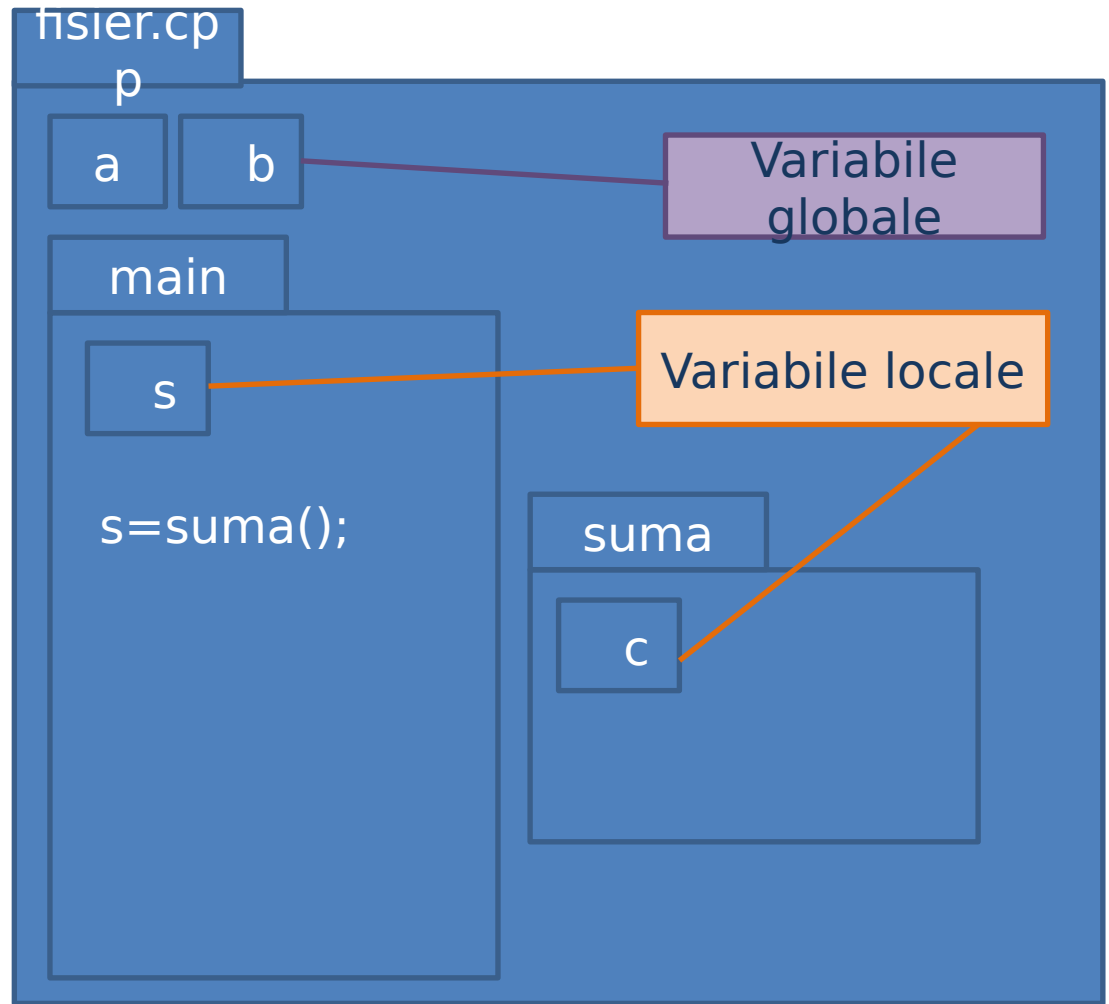 fisier.cp
p
a
b
Variabile
globale
main
s
Variabile locale
s=suma();
suma
c